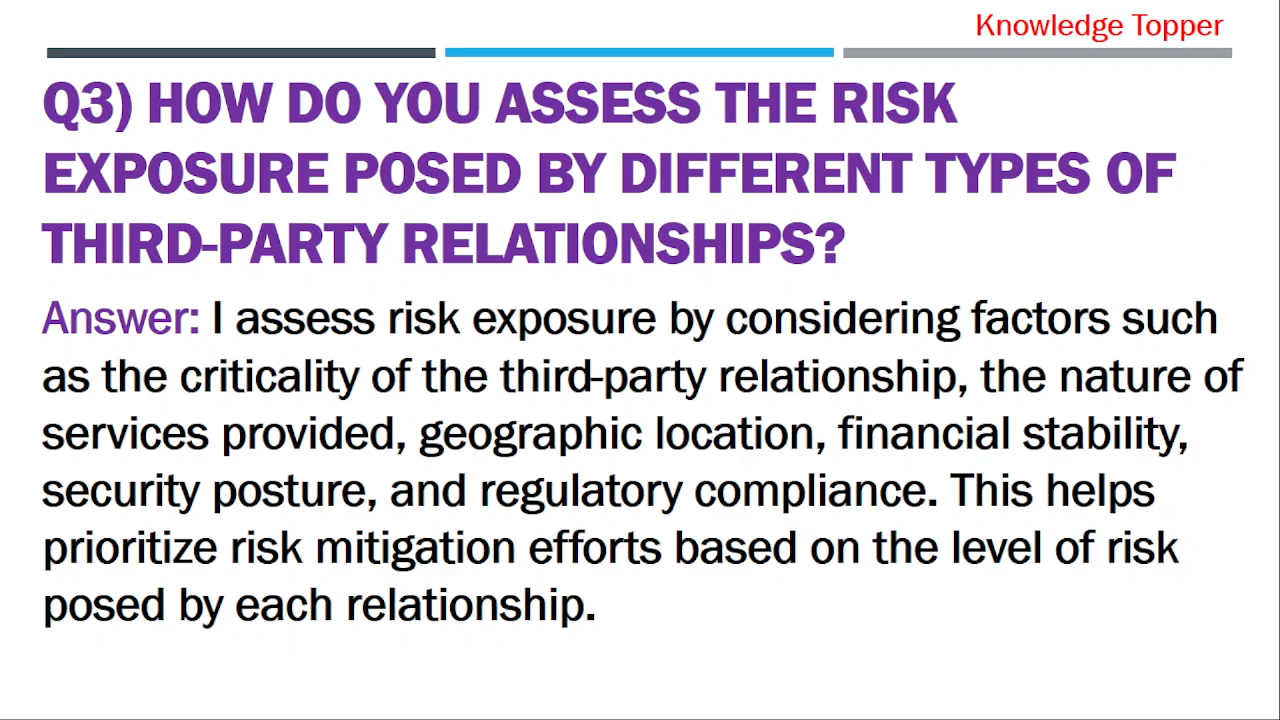 Knowledge Topper
Q3) HOW DO YOU ASSESS THE RISK
EXPOSURE POSED BY DIFFERENT TYPES OF
THIRD-PARTY RELATIONSHIPS?
Answer: I assess risk exposure by considering factors such
as the criticality of the third-party relationship, the nature of
services provided, geographic location, financial stability,
security posture, and regulatory compliance. This helps
prioritize risk mitigation efforts based on the level of risk
posed by each relationship.